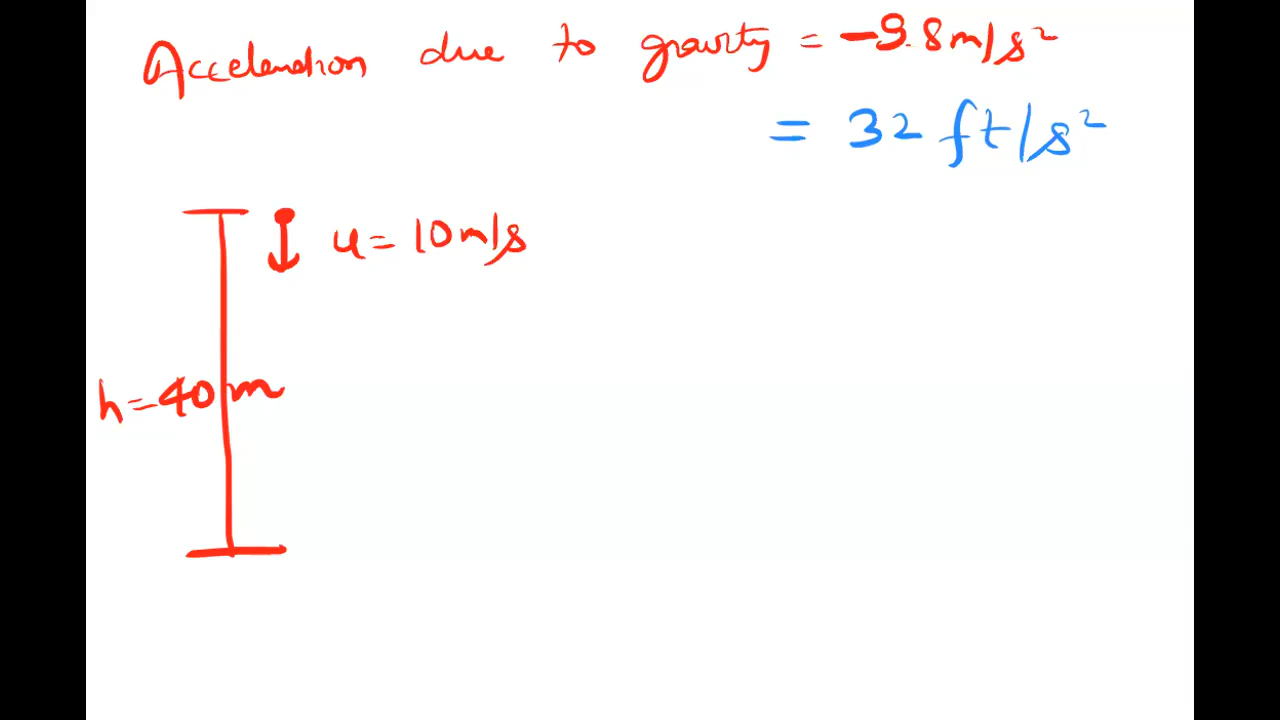 Acceleration due to gravity = -9.8m/s²
= 32 ft/s²
u = 10m/s
h = 40m